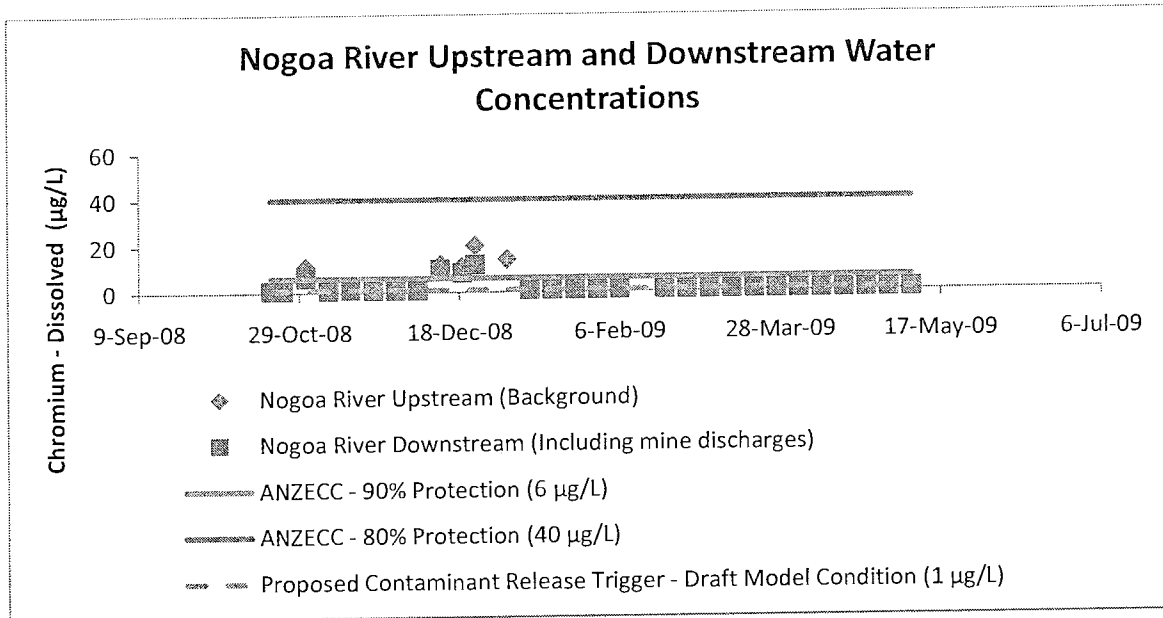 Nogoa River Upstream and Downstream Water
Concentrations
Chromium - Dissolved (µg/L)
60
40
20
0
9-Sep-08 29-Oct-08 18-Dec-08 6-Feb-09 28-Mar-09 17-May-09 6-Jul-09
Nogoa River Upstream (Background)
Nogoa River Downstream (Including mine discharges)
ANZECC - 90% Protection (6 µg/L)
ANZECC - 80% Protection (40 µg/L)
Proposed Contaminant Release Trigger - Draft Model Condition (1 µg/L)